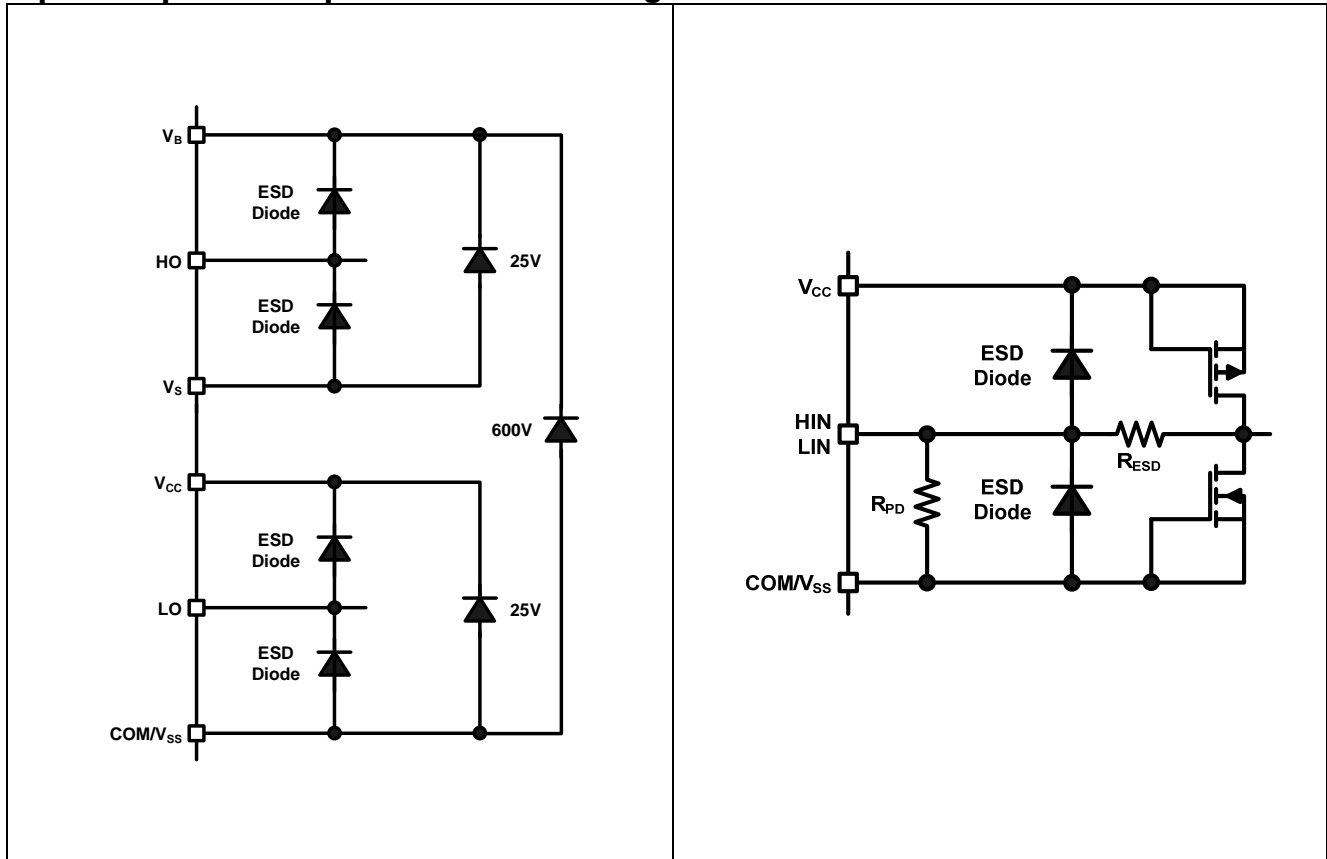 V_B
ESD
Diode
HO
ESD
Diode
25V
V_S
600V
V_CC
ESD
Diode
LO
25V
ESD
Diode
COM/V_SS
V_CC
ESD
Diode
HIN
LIN
R_ESD
R_PD
ESD
Diode
COM/V_SS